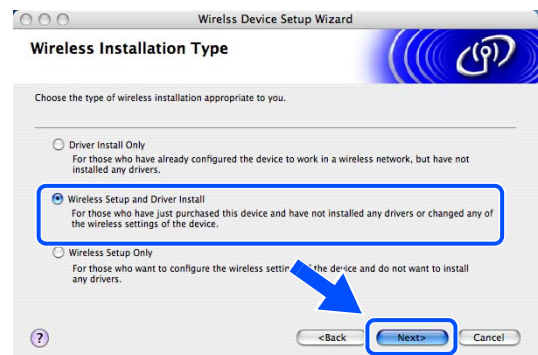 Wirelss Device Setup Wizard
Wireless Installation Type
Choose the type of wireless installation appropriate to you.
Driver Install Only
For those who have already configured the device to work in a wireless network, but have not
installed any drivers.
Wireless Setup and Driver Install
For those who have just purchased this device and have not installed any drivers or changed any of
the wireless settings of the device.
Wireless Setup Only
For those who want to configure the wireless settin the device and do not want to install
any drivers.
? <Back Next> Cancel